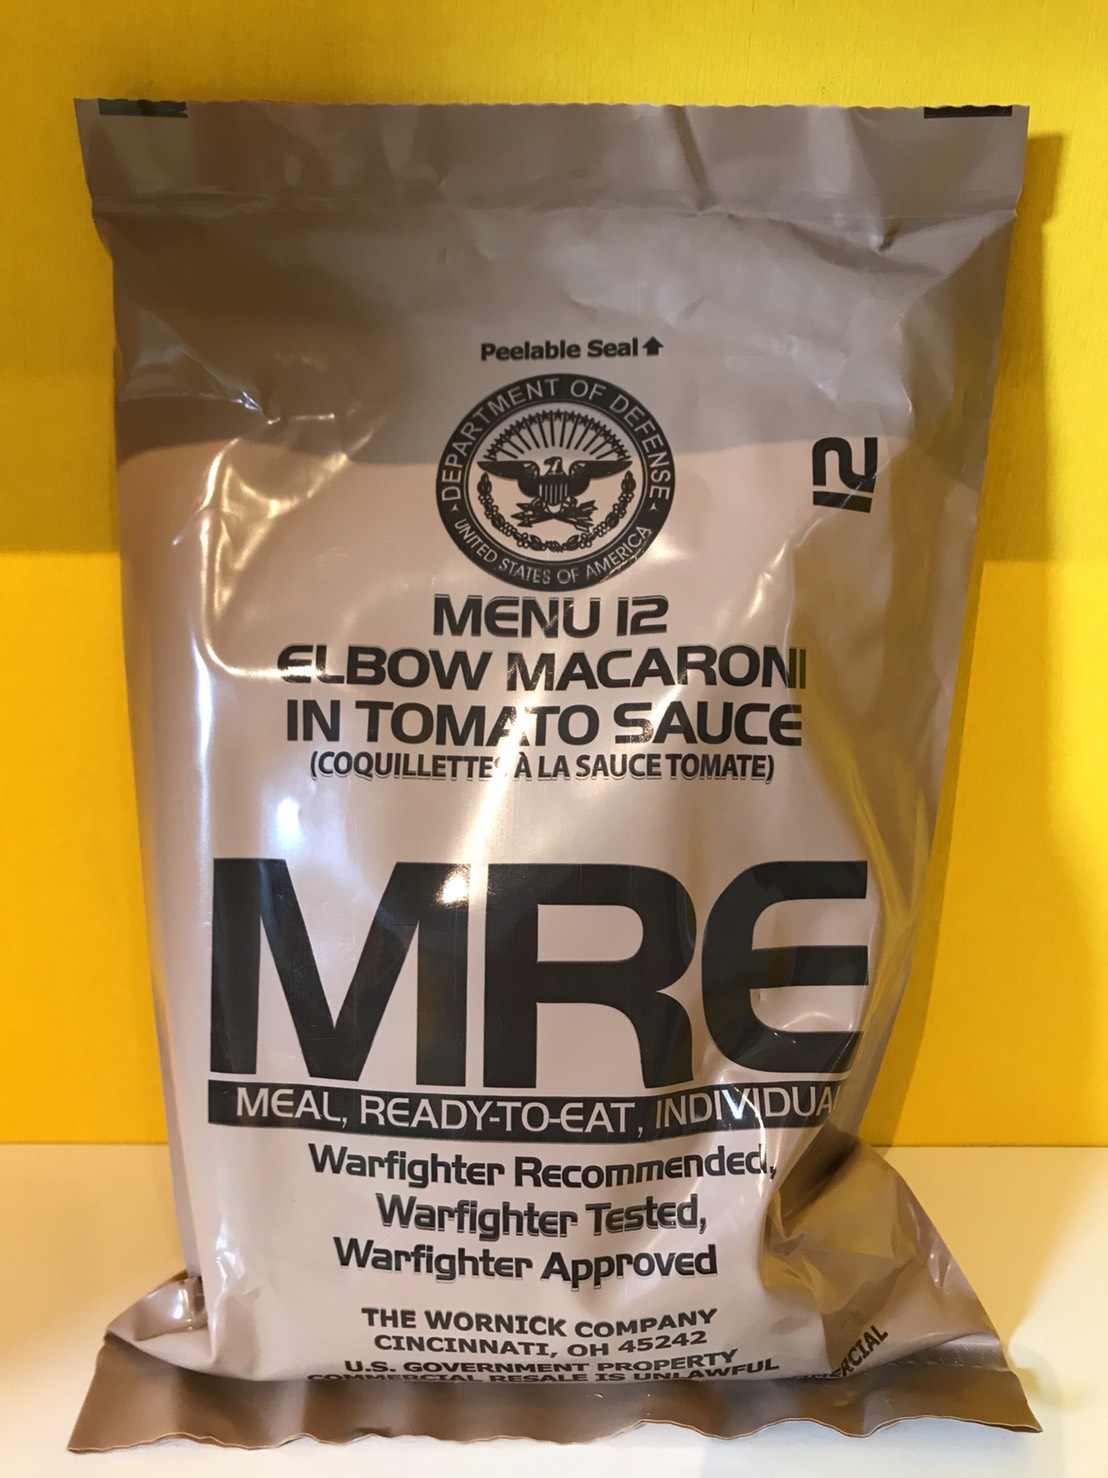 Peelable Seal
DEPARTMENT OF DEFENSE
UNITED STATES OF AMERICA
12
MENU 12
ELBOW MACARONI
IN TOMATO SAUCE
(COQUILLETTES À LA SAUCE TOMATE)
MRE
MEAL, READY-TO-EAT, INDIVIDUAL
Warfighter Recommended,
Warfighter Tested,
Warfighter Approved
THE WORNICK COMPANY
CINCINNATI, OH 45242
U.S. GOVERNMENT PROPERTY
COMMERCIAL RESALE IS UNLAWFUL